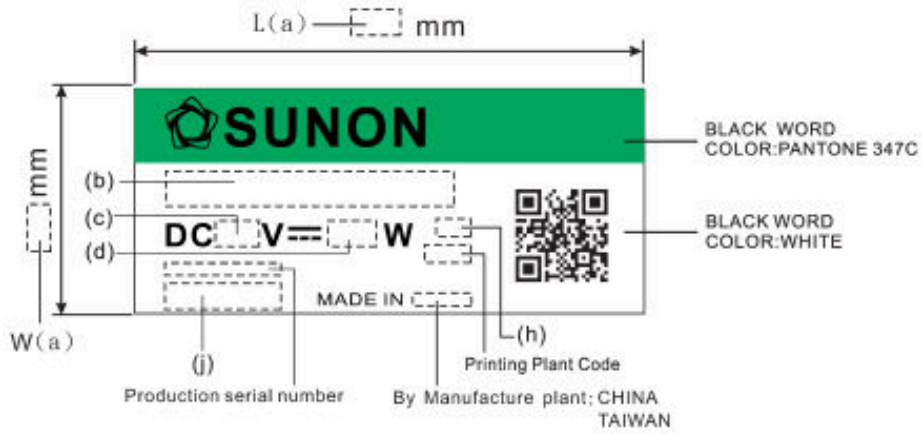 L(a) mm
SUNON
BLACK WORD
COLOR:PANTONE 347C
mm
(b)
(c)
DC V W
(d)
BLACK WORD
COLOR:WHITE
MADE IN
W(a)
(j)
(h)
Printing Plant Code
Production serial number
By Manufacture plant: CHINA
TAIWAN